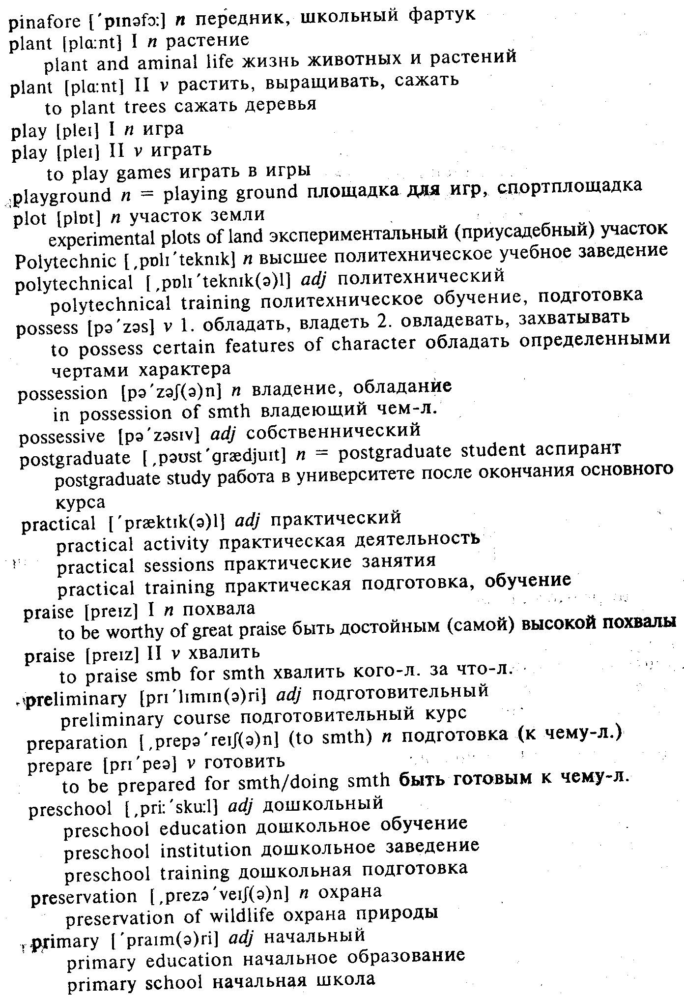 pinafore [ˈpɪnəfɔ:] n передник, школьный фартук
plant [plɑ:nt] I n растение
plant and aminal life жизнь животных и растений
plant [plɑ:nt] II v растить, выращивать, сажать
to plant trees сажать деревья
play [pleɪ] I n игра
play [pleɪ] II v играть
to play games играть в игры
playground n = playing ground площадка для игр, спортплощадка
plot [plɒt] n участок земли
experimental plots of land экспериментальный (приусадебный) участок
Polytechnic [ˌpɒlɪˈteknɪk] n высшее политехническое учебное заведение
polytechnical [ˌpɒlɪˈteknɪk(ə)l] adj политехнический
polytechnical training политехническое обучение, подготовка
possess [pəˈzəs] v 1. обладать, владеть 2. овладевать, захватывать
to possess certain features of character обладать определенными
чертами характера
possession [pəˈzəʃ(ə)n] n владение, обладание
in possession of smth владеющий чем-л.
possessive [pəˈzəsɪv] adj собственнический
postgraduate [ˌpəʊstˈgrædjuɪt] n = postgraduate student аспирант
postgraduate study работа в университете после окончания основного
курса
practical [ˈpræktɪk(ə)l] adj практический
practical activity практическая деятельность
practical sessions практические занятия
practical training практическая подготовка, обучение
praise [preɪz] I n похвала
to be worthy of great praise быть достойным (самой) высокой похвалы
praise [preɪz] II v хвалить
to praise smb for smth хвалить кого-л. за что-л.
preliminary [prɪˈlɪmɪn(ə)ri] adj подготовительный
preliminary course подготовительный курс
preparation [ˌprepəˈreɪʃ(ə)n] (to smth) n подготовка (к чему-л.)
prepare [prɪˈpeə] v готовить
to be prepared for smth/doing smth быть готовым к чему-л.
preschool [ˌpri:ˈsku:l] adj дошкольный
preschool education дошкольное обучение
preschool institution дошкольное заведение
preschool training дошкольная подготовка
preservation [ˌprezəˈveɪʃ(ə)n] n охрана
preservation of wildlife охрана природы
primary [ˈpraɪm(ə)ri] adj начальный
primary education начальное образование
primary school начальная школа